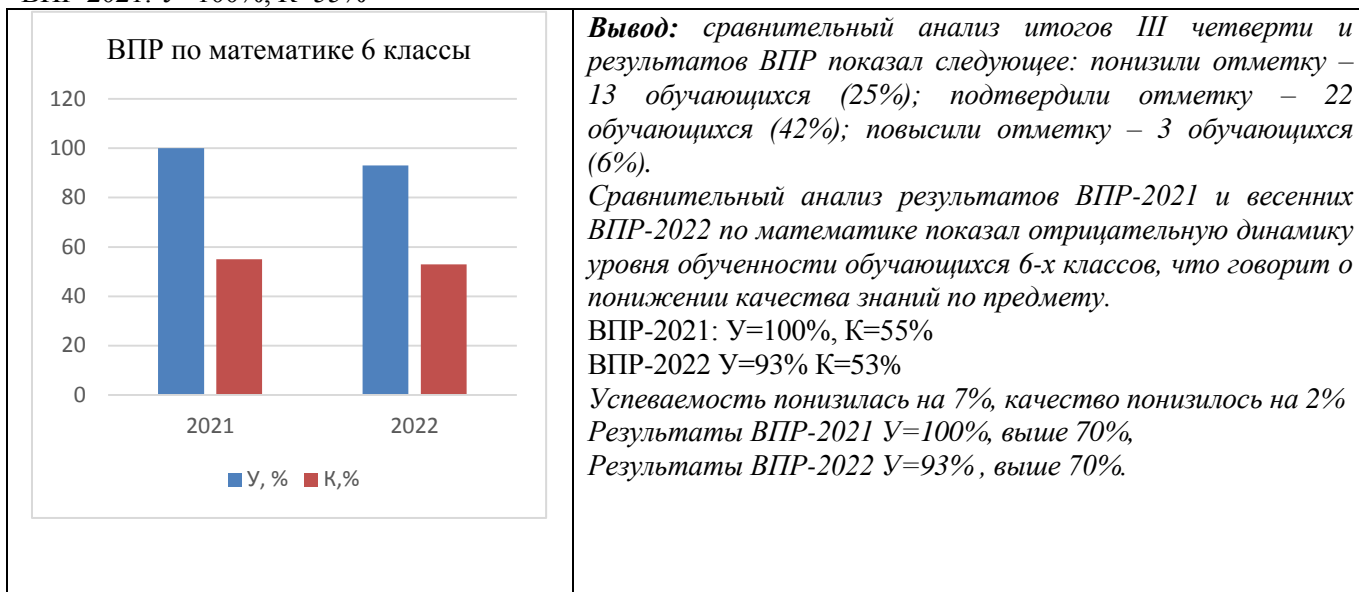 ВПР-2021: У=100%, К=55%
ВПР по математике 6 классы
120
100
80
60
40
20
0
2021 2022
У, % К,%
Вывод: сравнительный анализ итогов III четверти и
результатов ВПР показал следующее: понизили отметку –
13 обучающихся (25%); подтвердили отметку – 22
обучающихся (42%); повысили отметку – 3 обучающихся
(6%).
Сравнительный анализ результатов ВПР-2021 и весенних
ВПР-2022 по математике показал отрицательную динамику
уровня обученности обучающихся 6-х классов, что говорит о
понижении качества знаний по предмету.
ВПР-2021: У=100%, К=55%
ВПР-2022 У=93% К=53%
Успеваемость понизилась на 7%, качество понизилось на 2%
Результаты ВПР-2021 У=100%, выше 70%,
Результаты ВПР-2022 У=93% , выше 70%.